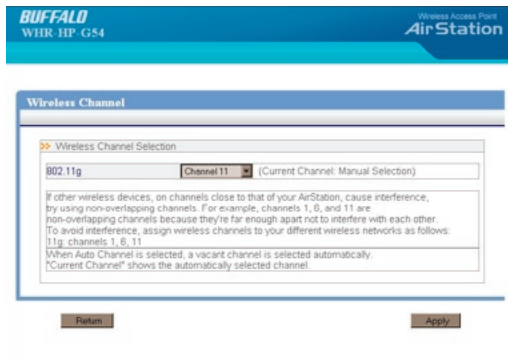 BUFFALO
WHR-HP-G54
Wireless Access Point
AirStation
Wireless Channel
Wireless Channel Selection
802.11g
Channel 11
(Current Channel: Manual Selection)
If other wireless devices, on channels close to that of your AirStation, cause interference,
try using non-overlapping channels. For example, channels 1, 6, and 11 are
non-overlapping channels because they're far enough apart not to interfere with each other.
To avoid interference, assign wireless channels to your different wireless networks as follows:
11g: channels 1, 6, 11
When Auto Channel is selected, a vacant channel is selected automatically.
"Current Channel" shows the automatically selected channel.
Return
Apply